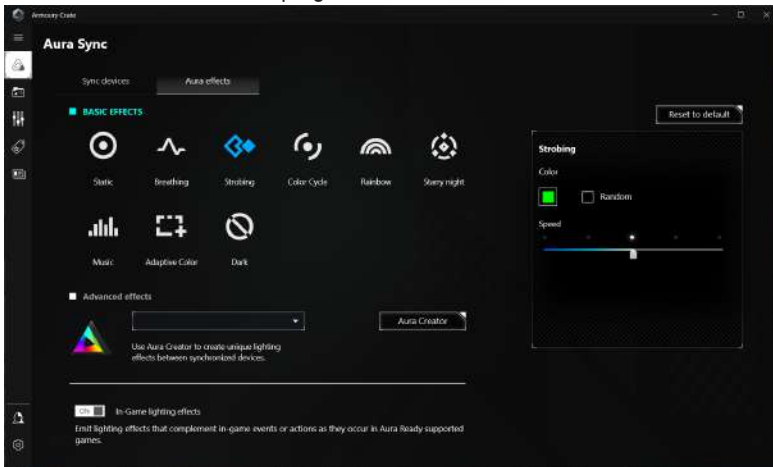 Armoury Crate
Aura Sync
Sync devices
Aura effects
BASIC EFFECTS
Reset to default
Static
Breathing
Strobing
Color Cycle
Rainbow
Starry night
Music
Adaptive Color
Dark
Strobing
Color
Random
Speed
Advanced effects
Aura Creator
Use Aura Creator to create unique lighting
effects between synchronized devices.
ON
In-Game lighting effects
Emit lighting effects that complement in-game events or actions as they occur in Aura Ready supported
games.